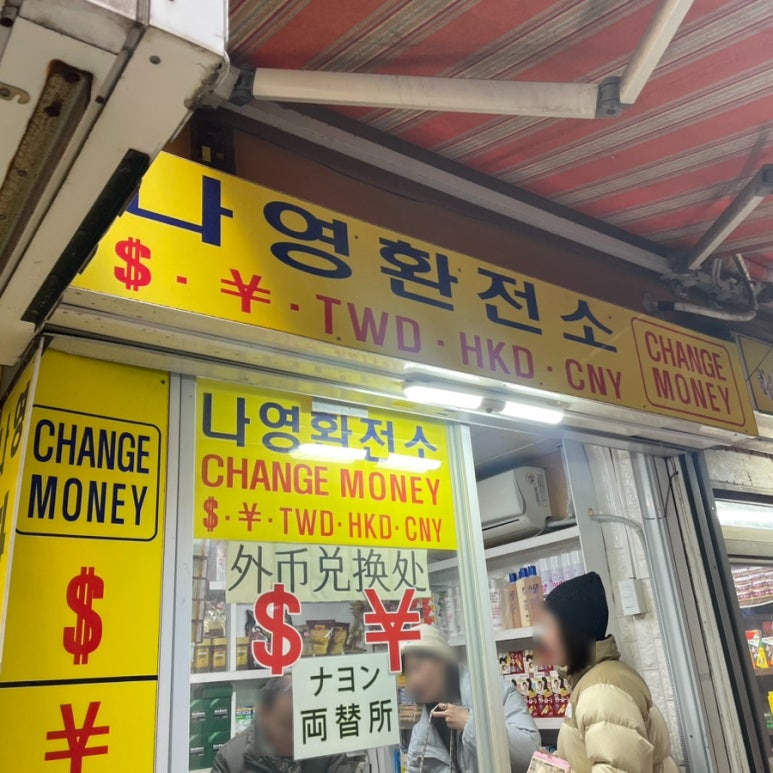 나영환전소
$ · ¥ · TWD · HKD · CNY
CHANGE
MONEY
CHANGE
MONEY
$
¥
나영환전소
CHANGE MONEY
$ · ¥ · TWD · HKD · CNY
外币兑换处
$ ¥
ナヨン
両替所